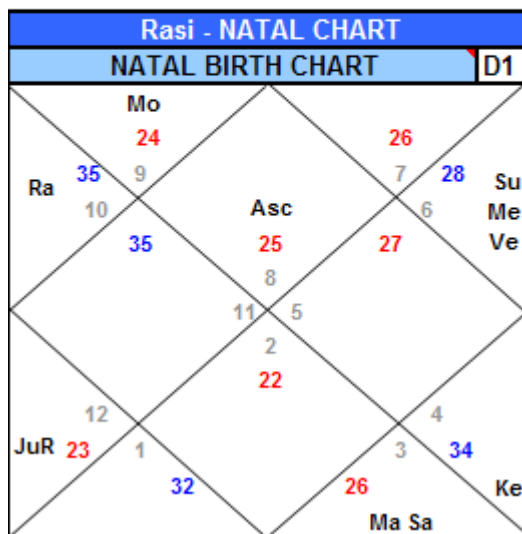 Rasi - NATAL CHART
NATAL BIRTH CHART D1
Mo
24 26
35 9 7 28 Su
Ra Asc Me
10 6
35 25 27 Ve
8
11 5
2
22
12 4
JuR 23 1 3 34
32 26 Ke
Ma Sa